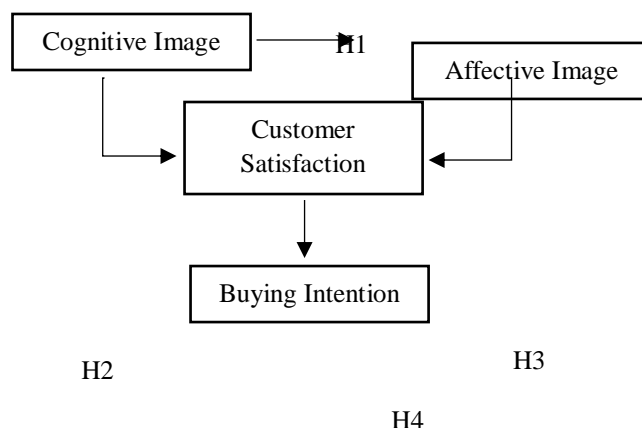 Cognitive Image
H1
Affective Image
Customer
Satisfaction
Buying Intention
H2
H3
H4